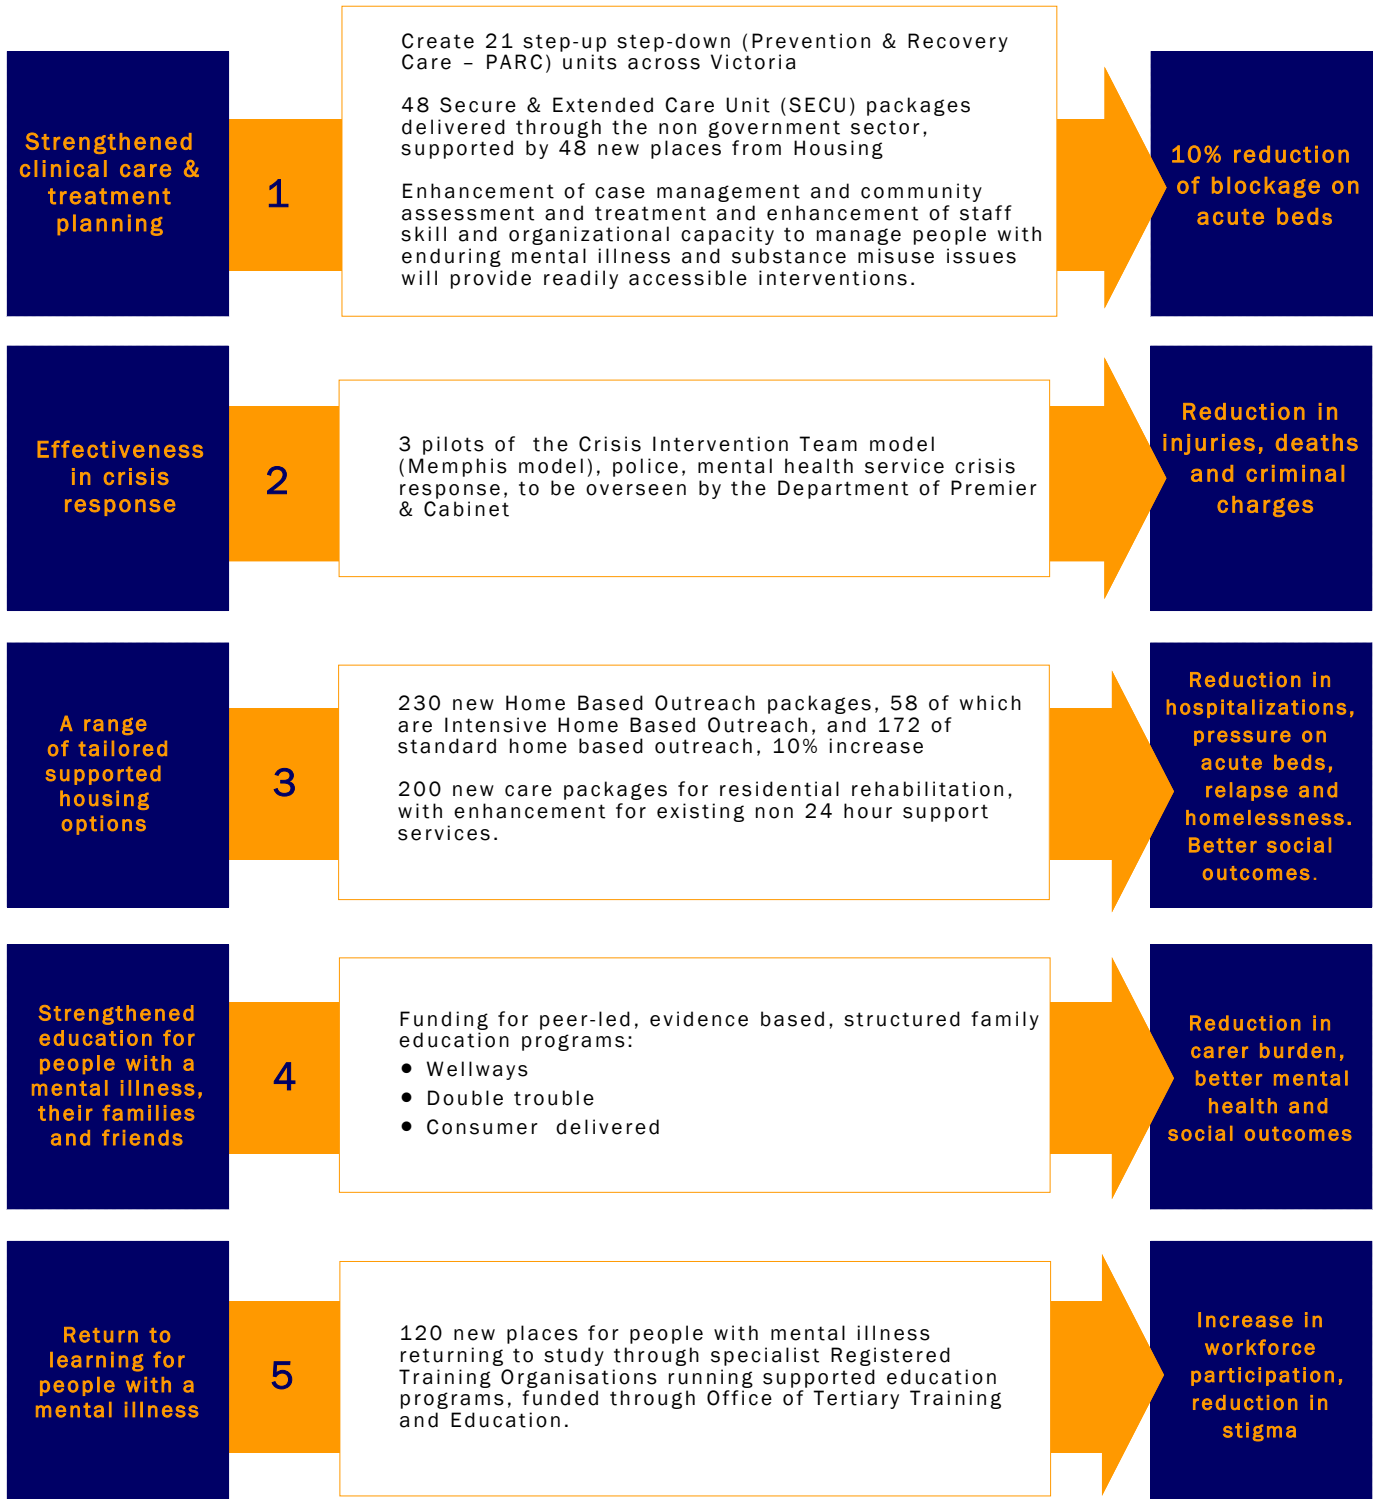 Strengthened
clinical care &
treatment
planning
1
Create 21 step-up step-down (Prevention & Recovery
Care – PARC) units across Victoria
48 Secure & Extended Care Unit (SECU) packages
delivered through the non government sector,
supported by 48 new places from Housing
Enhancement of case management and community
assessment and treatment and enhancement of staff
skill and organizational capacity to manage people with
enduring mental illness and substance misuse issues
will provide readily accessible interventions.
10% reduction
of blockage on
acute beds
Effectiveness
in crisis
response
2
3 pilots of the Crisis Intervention Team model
(Memphis model), police, mental health service crisis
response, to be overseen by the Department of Premier
& Cabinet
Reduction in
injuries, deaths
and criminal
charges
A range
of tailored
supported
housing
options
3
230 new Home Based Outreach packages, 58 of which
are Intensive Home Based Outreach, and 172 of
standard home based outreach, 10% increase
200 new care packages for residential rehabilitation,
with enhancement for existing non 24 hour support
services.
Reduction in
hospitalizations,
pressure on
acute beds,
relapse and
homelessness.
Better social
outcomes.
Strengthened
education for
people with a
mental illness,
their families
and friends
4
Funding for peer-led, evidence based, structured family
education programs:
• Wellways
• Double trouble
• Consumer delivered
Reduction in
carer burden,
better mental
health and
social outcomes
Return to
learning for
people with a
mental illness
5
120 new places for people with mental illness
returning to study through specialist Registered
Training Organisations running supported education
programs, funded through Office of Tertiary Training
and Education.
Increase in
workforce
participation,
reduction in
stigma